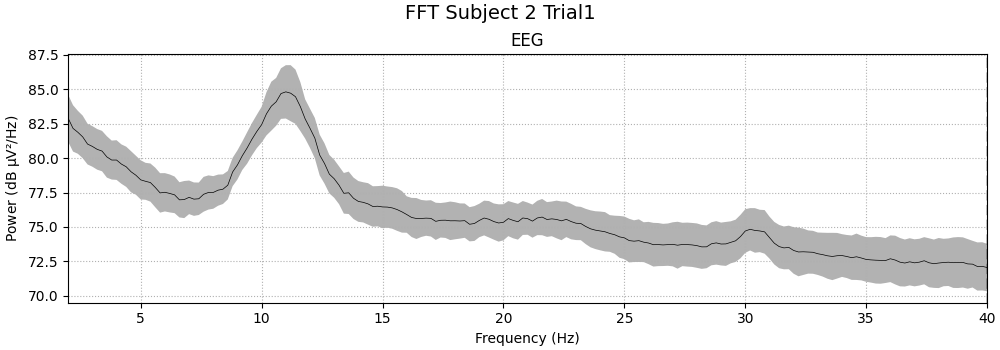 FFT Subject 2 Trial1
EEG
87.5
85.0
82.5
80.0
77.5
75.0
72.5
70.0
Power (dB µV²/Hz)
5 10 15 20 25 30 35 40
Frequency (Hz)